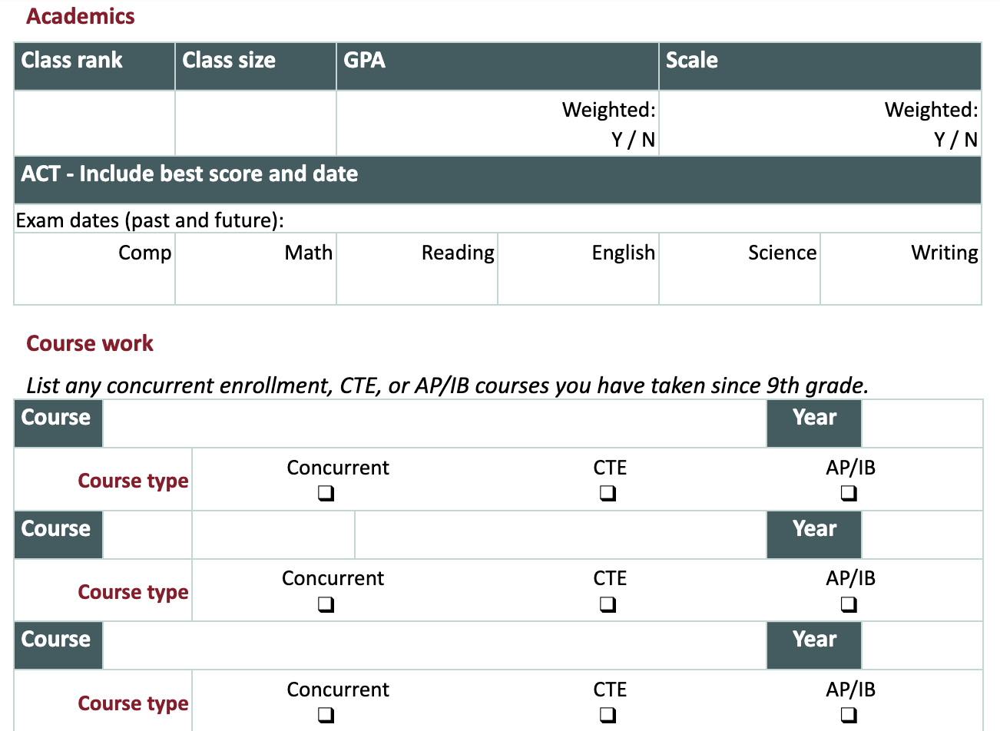 Academics
Class rank Class size GPA Scale
Weighted: Weighted:
Y / N Y / N
ACT - Include best score and date
Exam dates (past and future):
Comp Math Reading English Science Writing
Course work
List any concurrent enrollment, CTE, or AP/IB courses you have taken since 9th grade.
Course Year
Course type Concurrent CTE AP/IB
❏ ❏ ❏
Course Year
Course type Concurrent CTE AP/IB
❏ ❏ ❏
Course Year
Course type Concurrent CTE AP/IB
❏ ❏ ❏